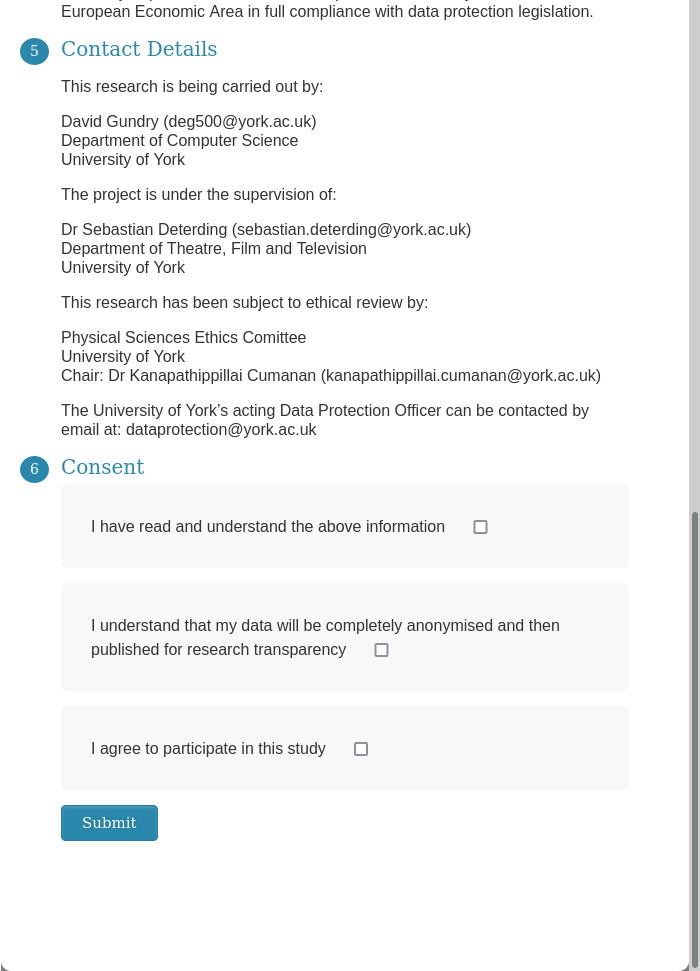 European Economic Area in full compliance with data protection legislation.
5 Contact Details
This research is being carried out by:
David Gundry (deg500@york.ac.uk)
Department of Computer Science
University of York
The project is under the supervision of:
Dr Sebastian Deterding (sebastian.deterding@york.ac.uk)
Department of Theatre, Film and Television
University of York
This research has been subject to ethical review by:
Physical Sciences Ethics Comittee
University of York
Chair: Dr Kanapathippillai Cumanan (kanapathippillai.cumanan@york.ac.uk)
The University of York’s acting Data Protection Officer can be contacted by
email at: dataprotection@york.ac.uk
6 Consent
I have read and understand the above information
I understand that my data will be completely anonymised and then
published for research transparency
I agree to participate in this study
Submit